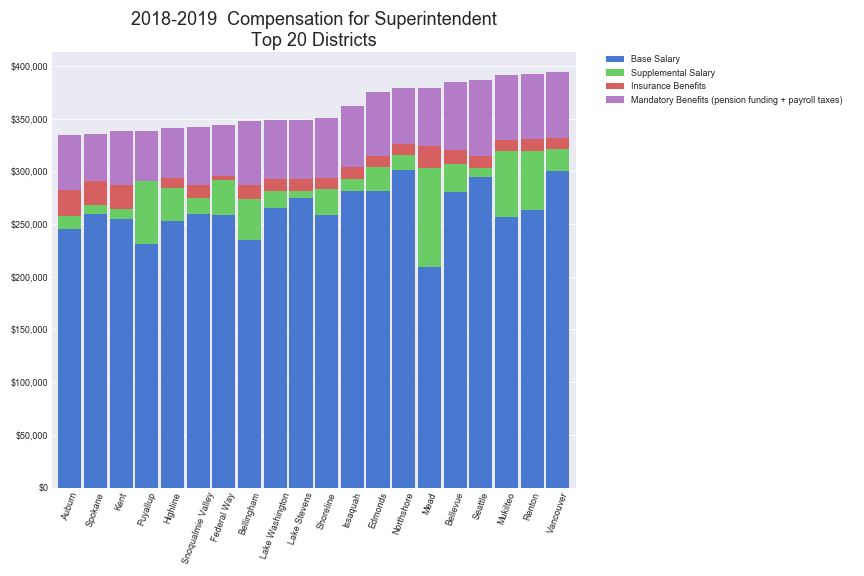 2018-2019 Compensation for Superintendent
Top 20 Districts
Base Salary
Supplemental Salary
Insurance Benefits
Mandatory Benefits (pension funding + payroll taxes)
$400,000
$350,000
$300,000
$250,000
$200,000
$150,000
$100,000
$50,000
$0
Auburn
Spokane
Kent
Puyallup
Highline
Snoqualmie Valley
Federal Way
Bellingham
Lake Washington
Lake Stevens
Shoreline
Issaquah
Edmonds
Northshore
Mead
Bellevue
Seattle
Mukilteo
Renton
Vancouver